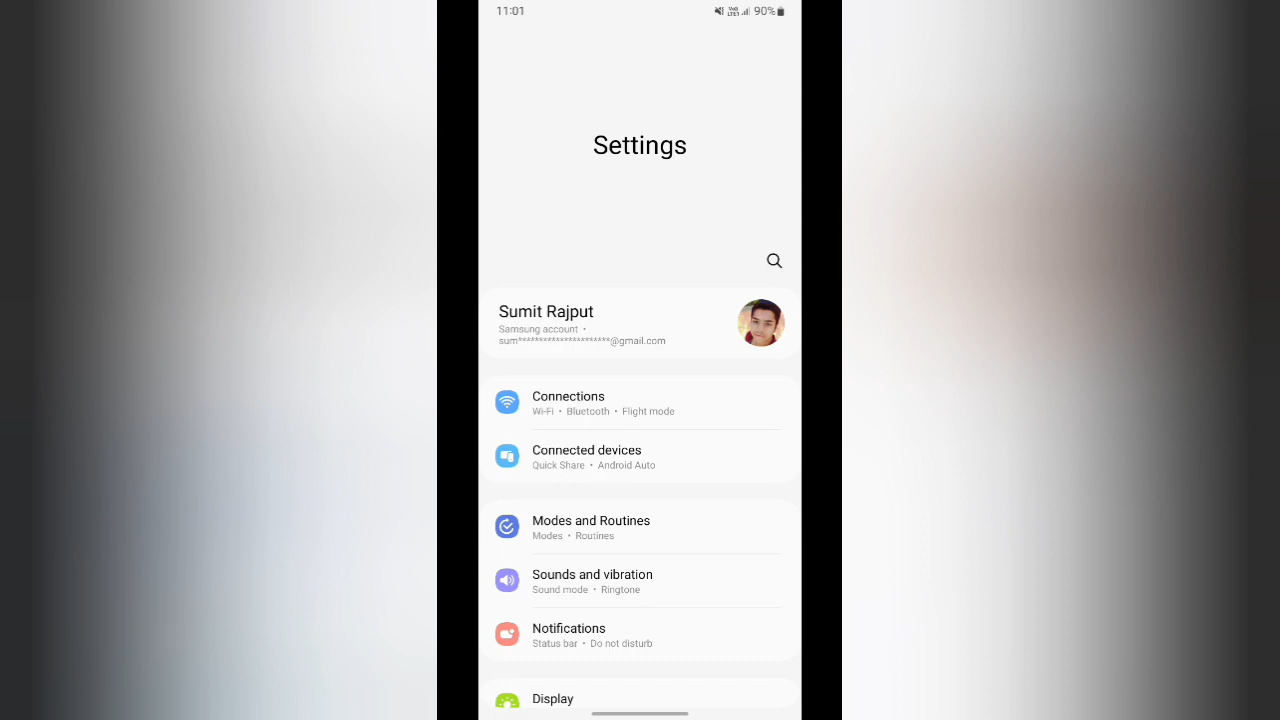 11:01
90%
Settings
Sumit Rajput
Samsung account •
sum**********************@gmail.com
Connections
Wi-Fi • Bluetooth • Flight mode
Connected devices
Quick Share • Android Auto
Modes and Routines
Modes • Routines
Sounds and vibration
Sound mode • Ringtone
Notifications
Status bar • Do not disturb
Display